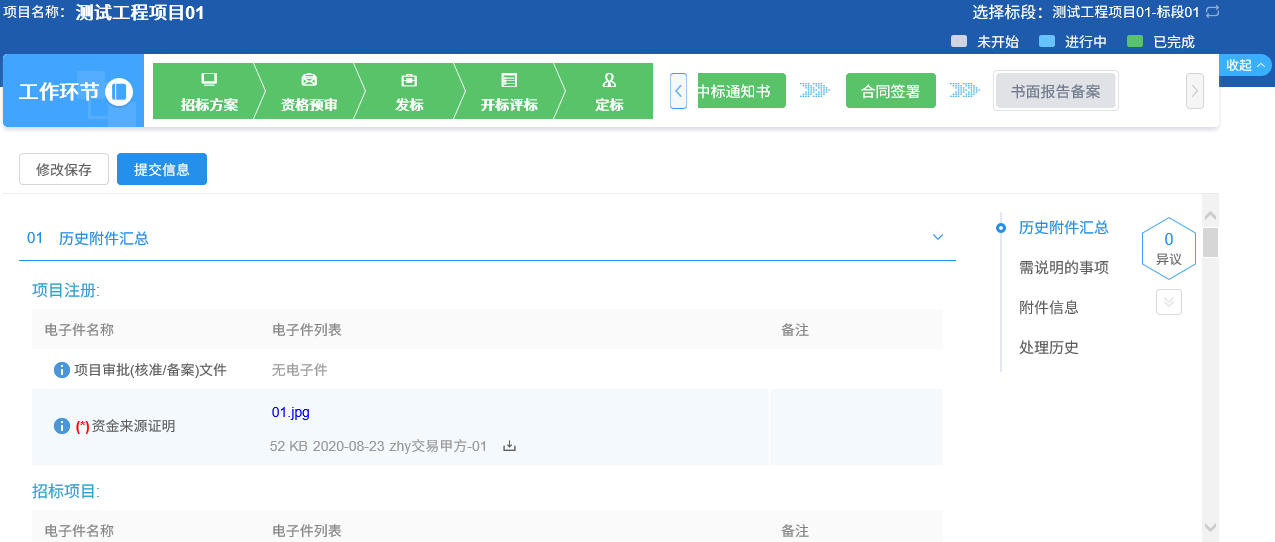 项目名称: 测试工程项目01 选择标段: 测试工程项目01-标段01
未开始 进行中 已完成
收起
工作环节
招标方案 资格预审 发标 开标评标 定标 中标通知书 合同签署 书面报告备案
修改保存 提交信息
01 历史附件汇总
历史附件汇总
需说明的事项
附件信息
处理历史
0
异议
项目注册:
电子件名称 电子件列表 备注
项目审批(核准/备案)文件 无电子件
(*)资金来源证明 01.jpg
52 KB 2020-08-23 zhy交易甲方-01
招标项目:
电子件名称 电子件列表 备注